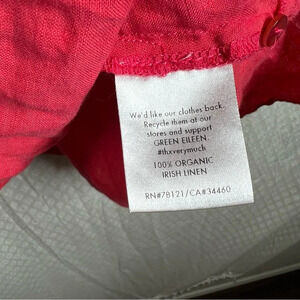 We'd like our clothes back.
Recycle them at our
stores and support
GREEN EILEEN.
#thxverymuch
100% ORGANIC
IRISH LINEN
RN#78121/CA#34460